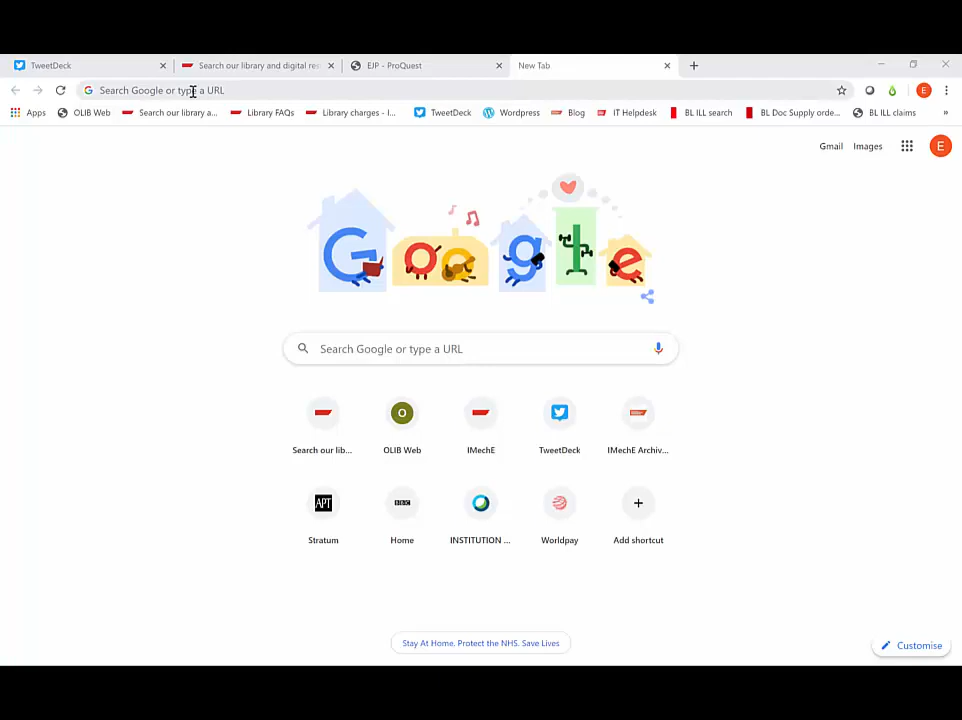 TweetDeck
Search our library and digital res
EJP - ProQuest
New Tab
Search Google or type a URL
Apps
OLIB Web
Search our library a...
Library FAQs
Library charges - I...
TweetDeck
Wordpress
Blog
IT Helpdesk
BL ILL search
BL Doc Supply orde...
BL ILL claims
»
Gmail
Images
E
E
Search Google or type a URL
Search our lib...
O
OLIB Web
IMechE
TweetDeck
IMechE Archiv...
APT
Stratum
BBC
Home
INSTITUTION ...
Worldpay
Add shortcut
Stay At Home. Protect the NHS. Save Lives
Customise